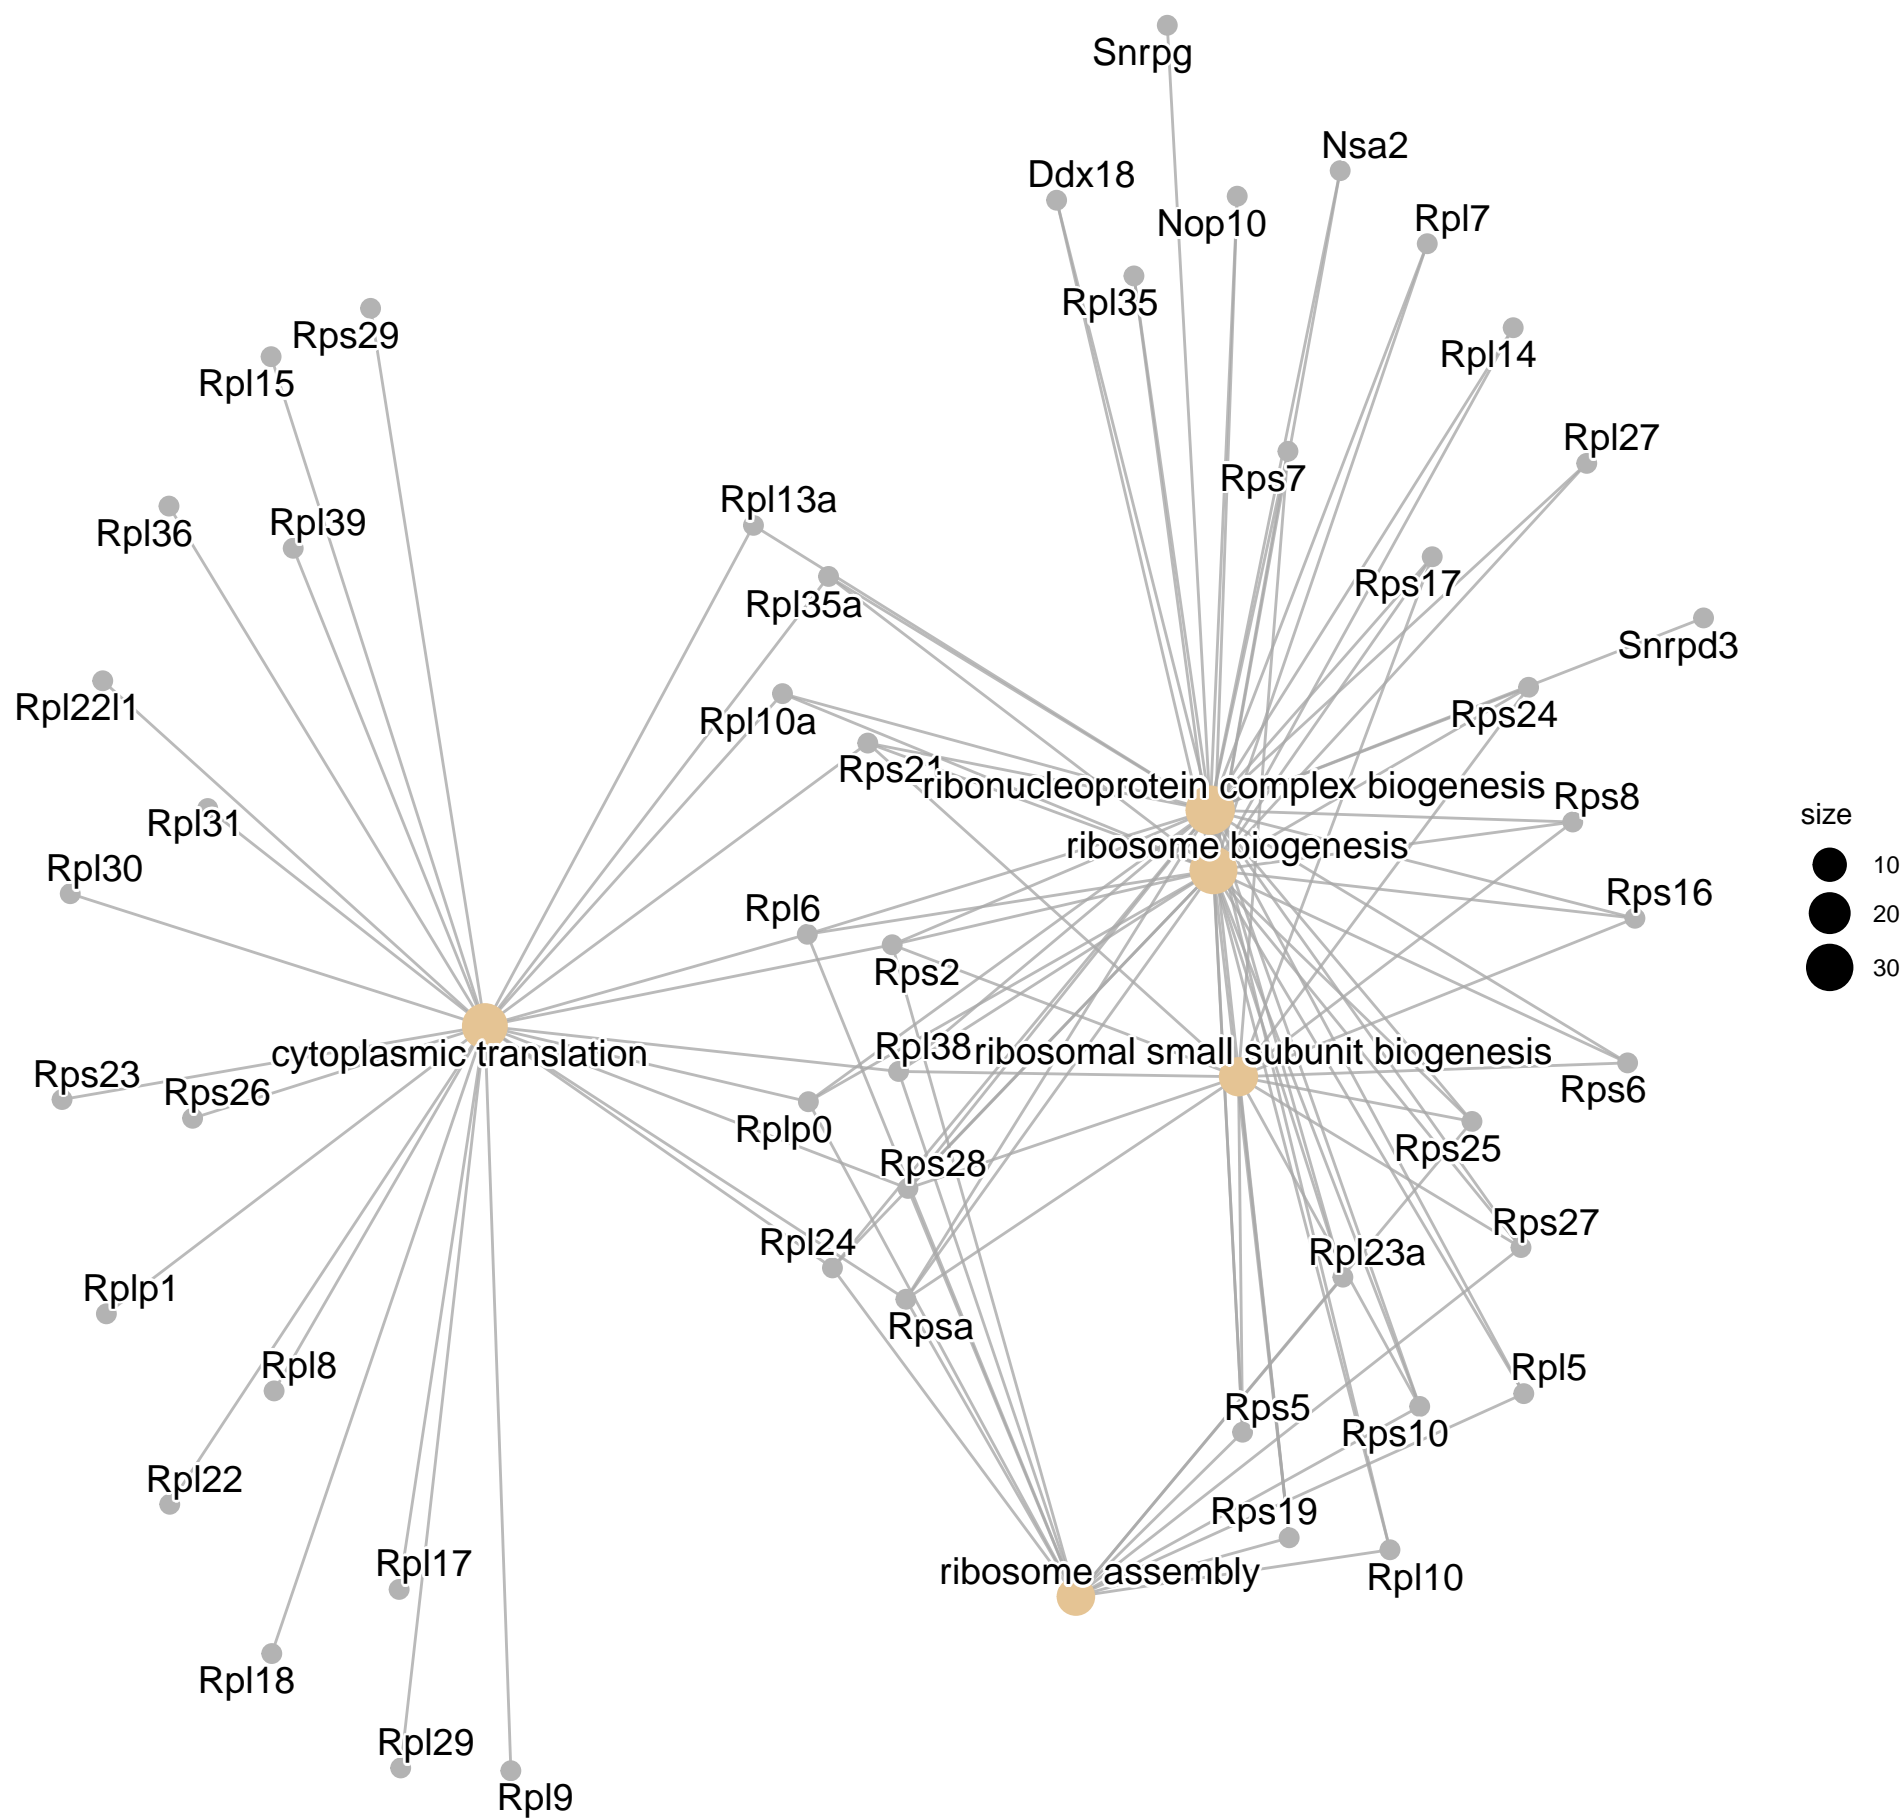 Snrpg
Nsa2
Ddx18
Nop10
Rpl7
Rpl35
Rps29
Rpl14
Rpl15
Rpl27
Rps7
Rpl13a
Rpl39
Rpl36
Rps17
Rpl35a
Snrpd3
Rpl22l1
Rps24
Rpl10a
Rps21
ribonucleoprotein complex biogenesis
Rps8
size
Rpl31
ribosome biogenesis
10
Rpl30
Rps16
Rpl6
20
Rps2
30
Rpl38
ribosomal small subunit biogenesis
cytoplasmic translation
Rps23
Rps26
Rps6
Rplp0
Rps25
Rps28
Rps27
Rpl24
Rpl23a
Rplp1
Rpsa
Rpl8
Rpl5
Rps5
Rps10
Rpl22
Rps19
Rpl17
ribosome assembly
Rpl10
Rpl18
Rpl29
Rpl9